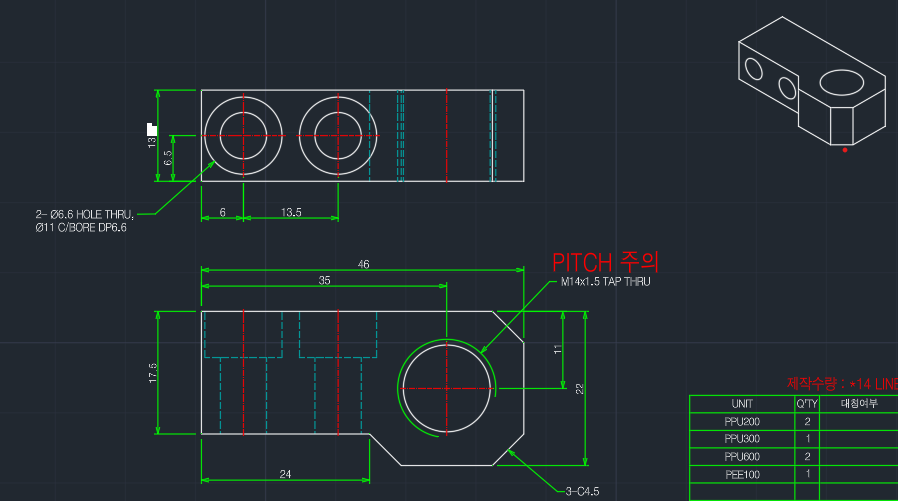 13
6.5
2- Ø6.6 HOLE THRU,
Ø11 C/BORE DP6.6
6
13.5
46
35
PITCH 주의
M14x1.5 TAP THRU
17.5
11
22
24
3-C4.5
제작수량 : *14 LINE
UNIT Q'TY 대칭여부
PPU200 2
PPU300 1
PPU600 2
PEE100 1